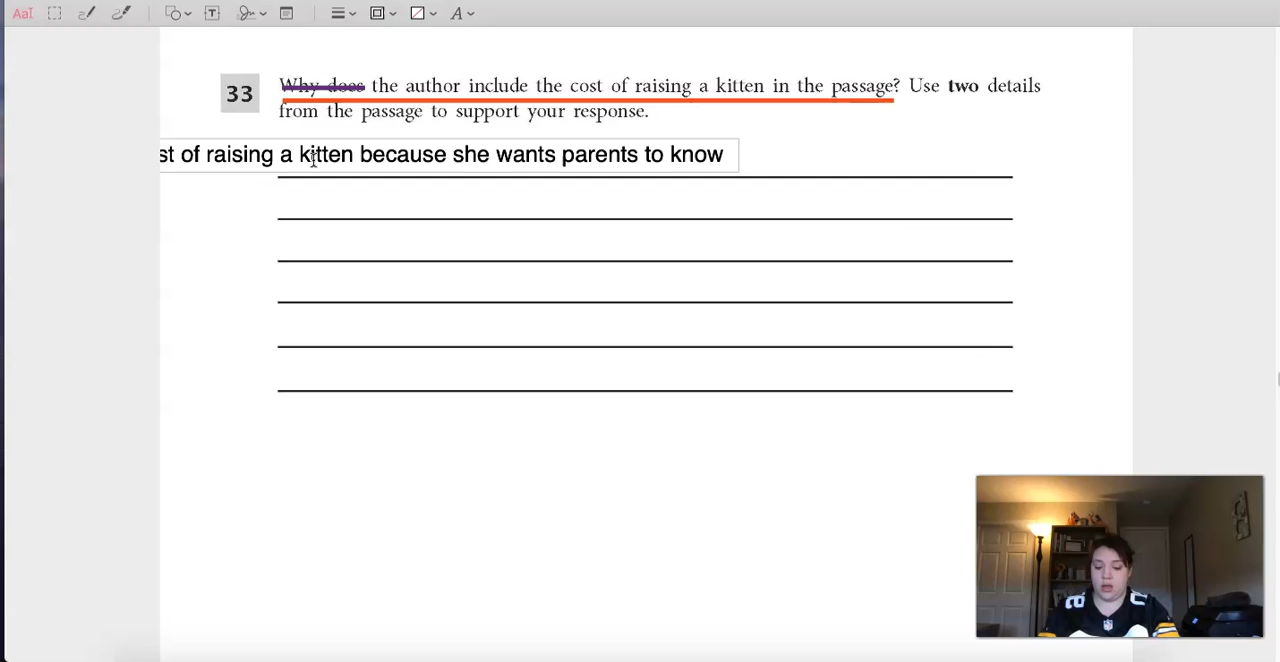 AaI
T
A
33 Why does the author include the cost of raising a kitten in the passage? Use two details
from the passage to support your response.
st of raising a kitten because she wants parents to know